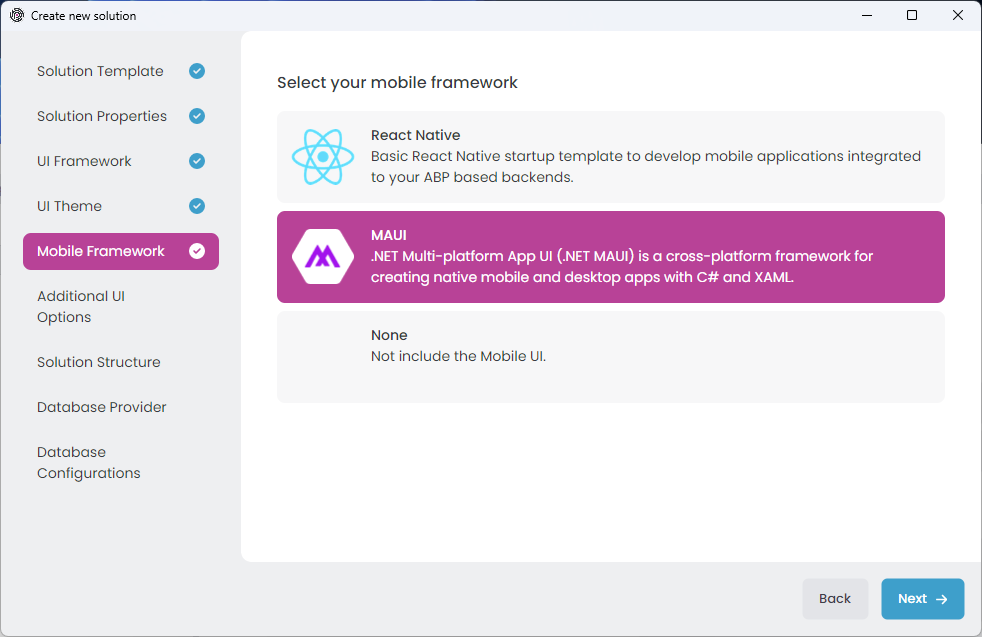 Create new solution
Solution Template
Solution Properties
UI Framework
UI Theme
Mobile Framework
Additional UI
Options
Solution Structure
Database Provider
Database
Configurations
Select your mobile framework
React Native
Basic React Native startup template to develop mobile applications integrated
to your ABP based backends.
MAUI
.NET Multi-platform App UI (.NET MAUI) is a cross-platform framework for
creating native mobile and desktop apps with C# and XAML.
None
Not include the Mobile UI.
Back
Next →